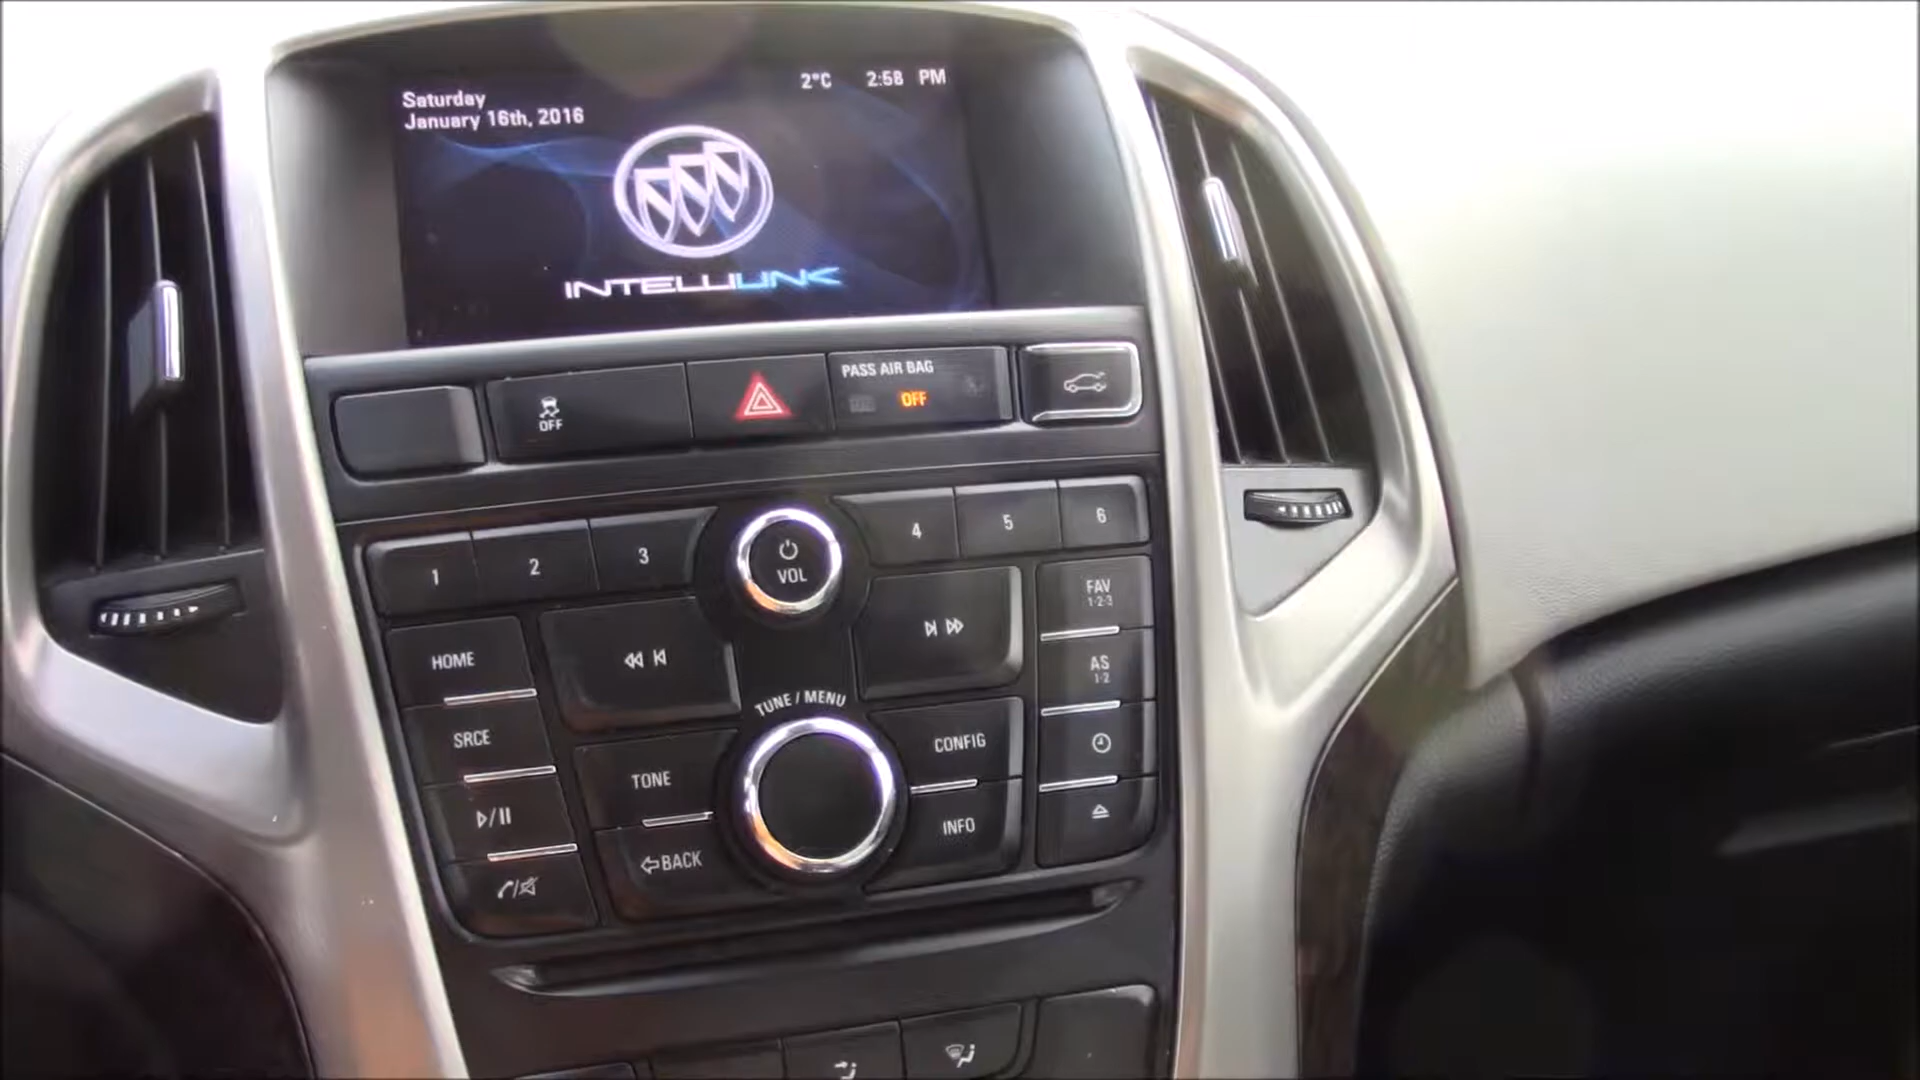 2°C 2:58 PM
Saturday
January 16th, 2016
INTELLILINK
OFF
PASS AIR BAG
OFF
1
2
3
VOL
4
5
6
FAV
1-2-3
HOME
AS
1-2
TUNE / MENU
SRCE
TONE
CONFIG
INFO
BACK